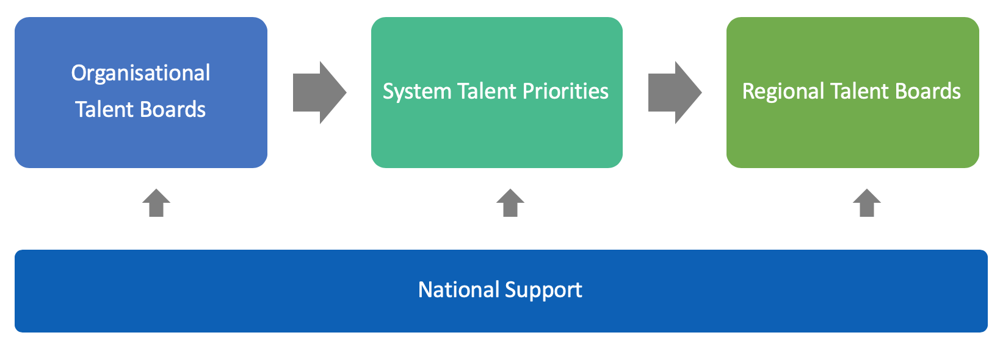 Organisational
Talent Boards
System Talent Priorities
Regional Talent Boards
National Support